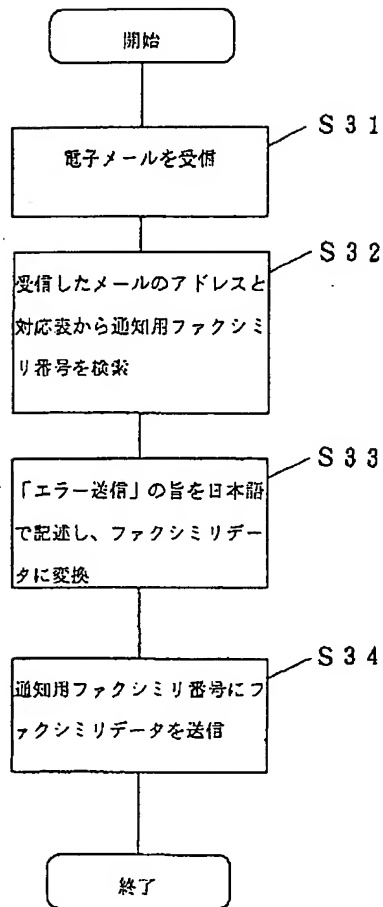 開始
S31
電子メールを受信
S32
受信したメールのアドレスと
対応表から通知用ファクシミ
リ番号を検索
S33
「エラー送信」の旨を日本語
で記述し、ファクシミリデー
タに変換
S34
通知用ファクシミリ番号にフ
ァクシミリデータを送信
終了